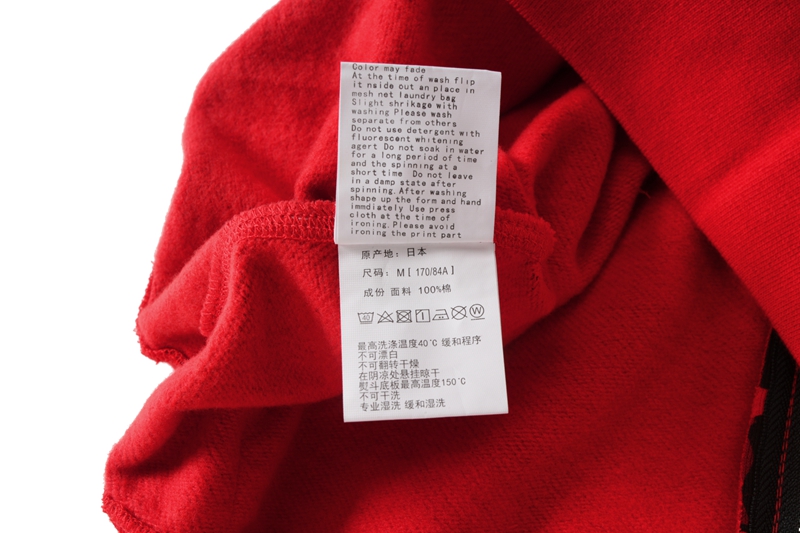 Color may fade
At the time of wash flip
it nside out an place in
mesh net laundry bag
Slight shrikage with
washing Please wash
separate from others
Do not use detergent with
fluorescent whitening
agert Do not soak in water
for a long period of time
and the spinning at a
short time Do not leave
in a damp state after
spinning. After washing
shape up the form and hand
immdiately Use press
cloth at the time of
ironing. Please avoid
ironing the print part
原产地: 日本
尺码: M [ 170/84A ]
成份 面料 100%棉
40 W
最高洗涤温度40℃ 缓和程序
不可漂白
不可翻转干燥
在阴凉处悬挂晾干
熨斗底板最高温度150℃
不可干洗
专业湿洗 缓和湿洗